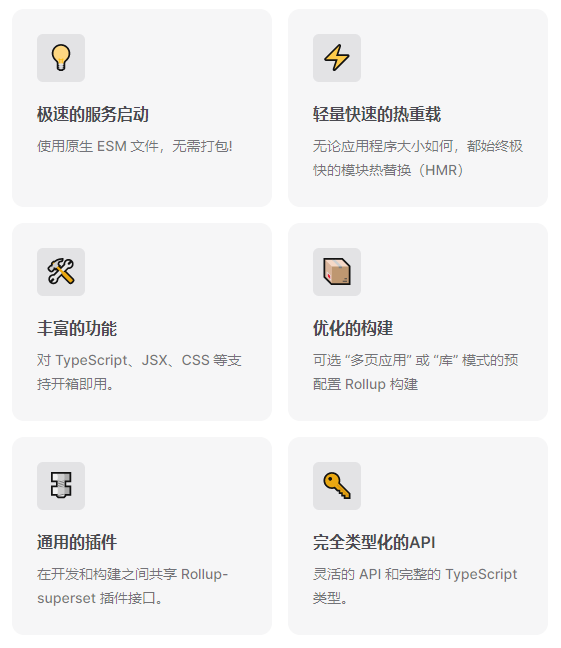 极速的服务启动
使用原生 ESM 文件，无需打包!
轻量快速的热重载
无论应用程序大小如何，都始终极
快的模块热替换（HMR）
丰富的功能
对 TypeScript、JSX、CSS 等支
持开箱即用。
优化的构建
可选 “多页应用” 或 “库” 模式的预
配置 Rollup 构建
通用的插件
在开发和构建之间共享 Rollup-
superset 插件接口。
完全类型化的API
灵活的 API 和完整的 TypeScript
类型。